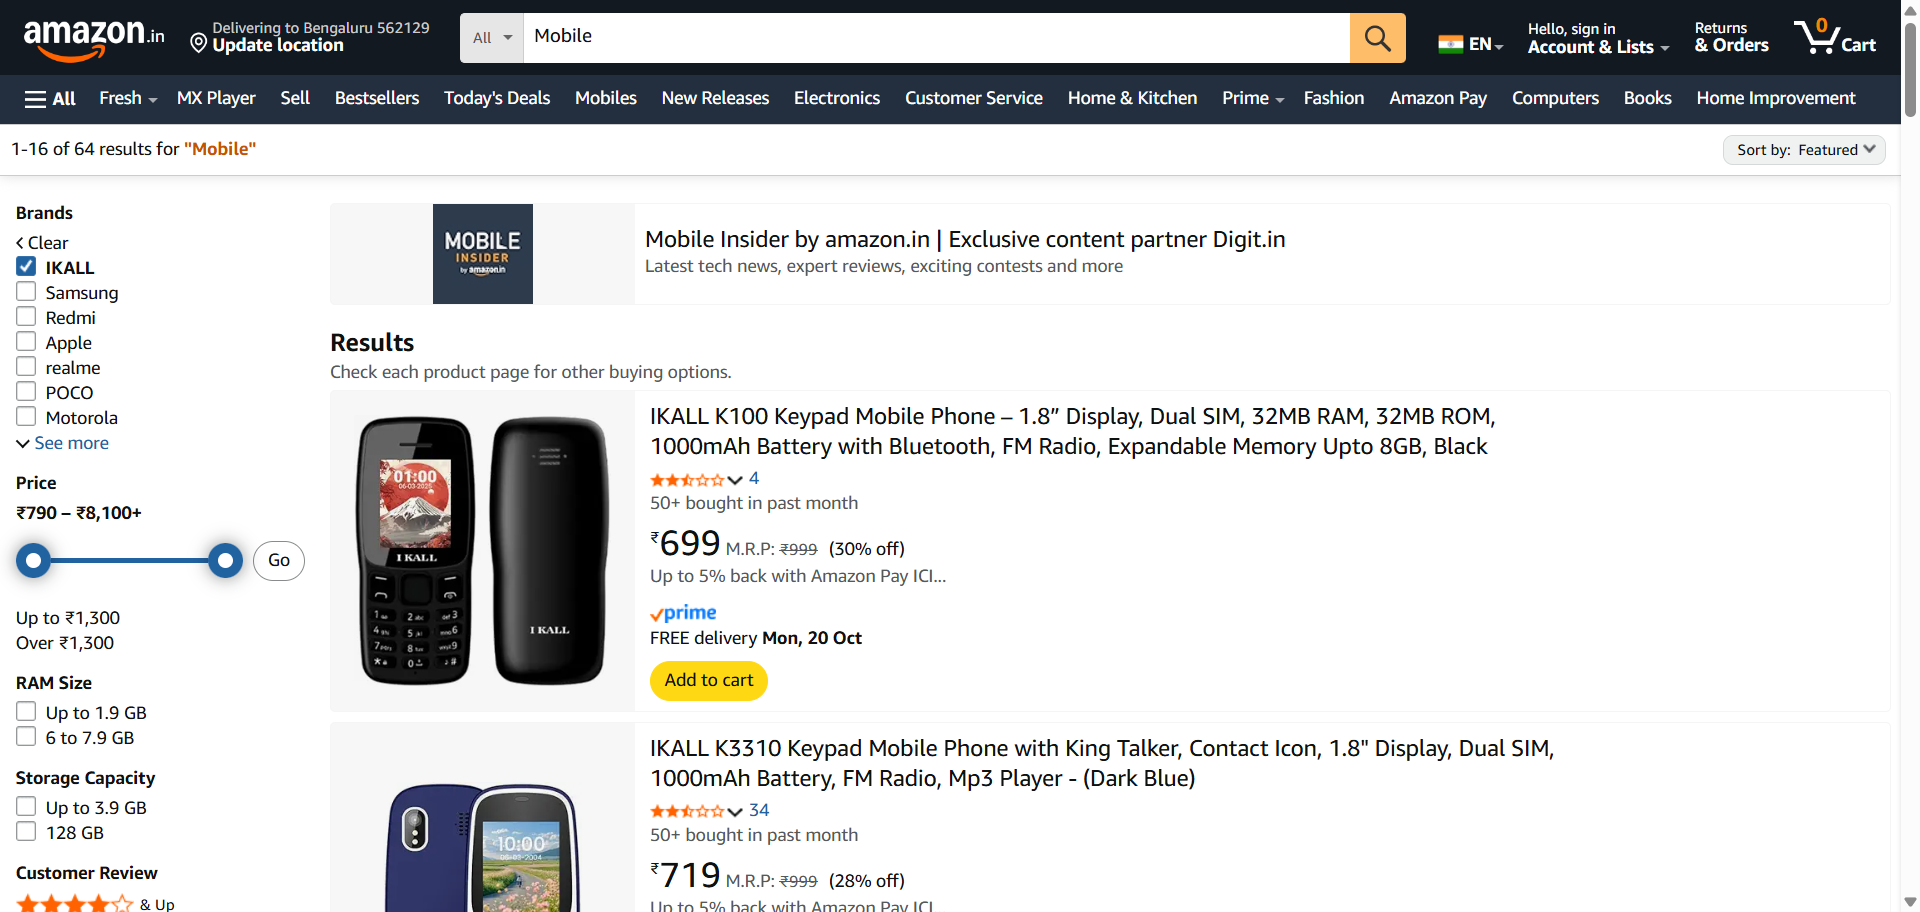 amazon.in
Delivering to Bengaluru 562129
Update location
All
Mobile
EN
Hello, sign in
Account & Lists
Returns
& Orders
0
Cart
All
Fresh
MX Player
Sell
Bestsellers
Today's Deals
Mobiles
New Releases
Electronics
Customer Service
Home & Kitchen
Prime
Fashion
Amazon Pay
Computers
Books
Home Improvement
1-16 of 64 results for "Mobile"
Sort by: Featured
Brands
Clear
IKALL
Samsung
Redmi
Apple
realme
POCO
Motorola
See more
Price
₹790 – ₹8,100+
Go
Up to ₹1,300
Over ₹1,300
RAM Size
Up to 1.9 GB
6 to 7.9 GB
Storage Capacity
Up to 3.9 GB
128 GB
Customer Review
& Up
MOBILE
INSIDER
by amazon.in
Mobile Insider by amazon.in | Exclusive content partner Digit.in
Latest tech news, expert reviews, exciting contests and more
Results
Check each product page for other buying options.
01:00
06-03-2025
I KALL
I KALL
IKALL K100 Keypad Mobile Phone – 1.8” Display, Dual SIM, 32MB RAM, 32MB ROM,
1000mAh Battery with Bluetooth, FM Radio, Expandable Memory Upto 8GB, Black
4
50+ bought in past month
₹699 M.R.P: ₹999 (30% off)
Up to 5% back with Amazon Pay ICI...
prime
FREE delivery Mon, 20 Oct
Add to cart
10:00
IKALL K3310 Keypad Mobile Phone with King Talker, Contact Icon, 1.8" Display, Dual SIM,
1000mAh Battery, FM Radio, Mp3 Player - (Dark Blue)
34
50+ bought in past month
₹719 M.R.P: ₹999 (28% off)
Up to 5% back with Amazon Pay ICI